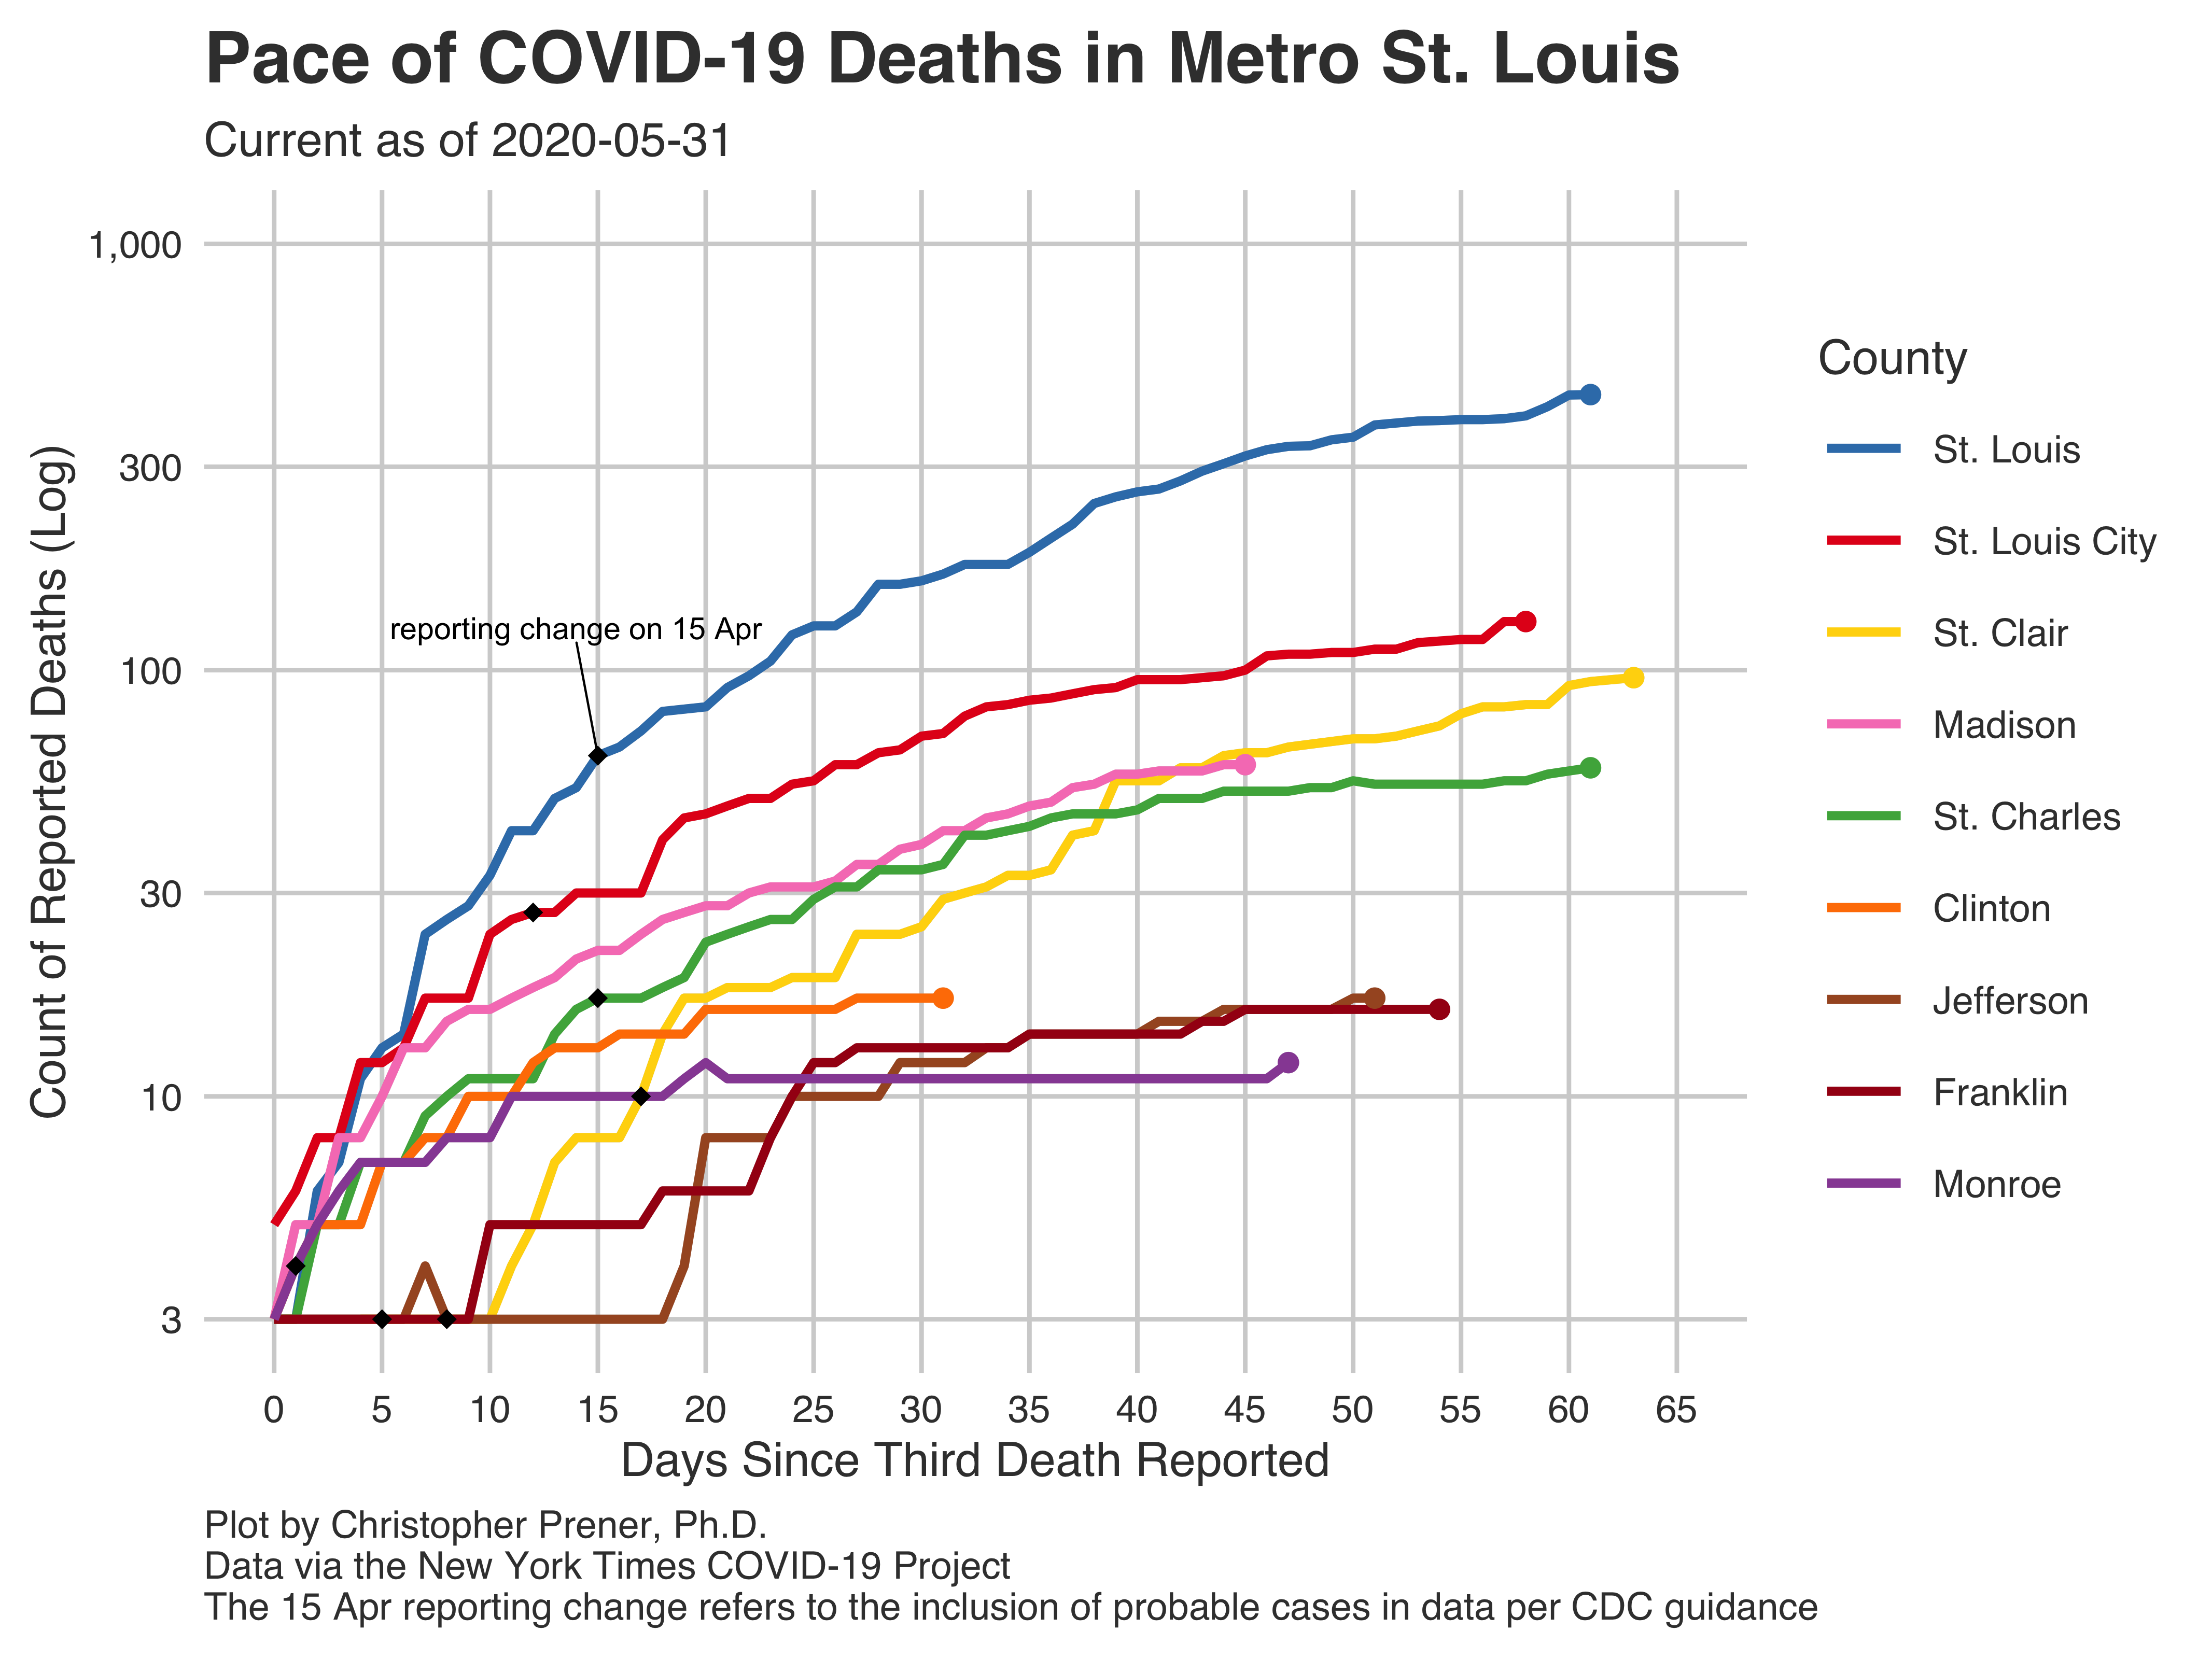 Pace of COVID-19 Deaths in Metro St. Louis
Current as of 2020-05-31
Count of Reported Deaths (Log)
1,000
300
100
30
10
3
reporting change on 15 Apr
0 5 10 15 20 25 30 35 40 45 50 55 60 65
Days Since Third Death Reported
County
St. Louis
St. Louis City
St. Clair
Madison
St. Charles
Clinton
Jefferson
Franklin
Monroe
Plot by Christopher Prener, Ph.D.
Data via the New York Times COVID-19 Project
The 15 Apr reporting change refers to the inclusion of probable cases in data per CDC guidance